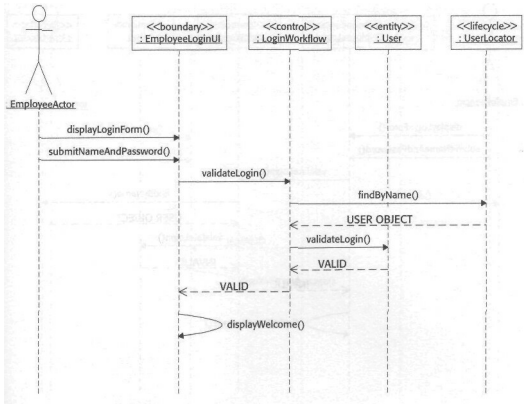 <<boundary>>
: EmployeeLoginUI
<<control>>
: LoginWorkflow
<<entity>>
: User
<<lifecycle>>
: UserLocator
EmployeeActor
displayLoginForm()
submitNameAndPassword()
validateLogin()
findByName()
USER OBJECT
validateLogin()
VALID
VALID
displayWelcome()